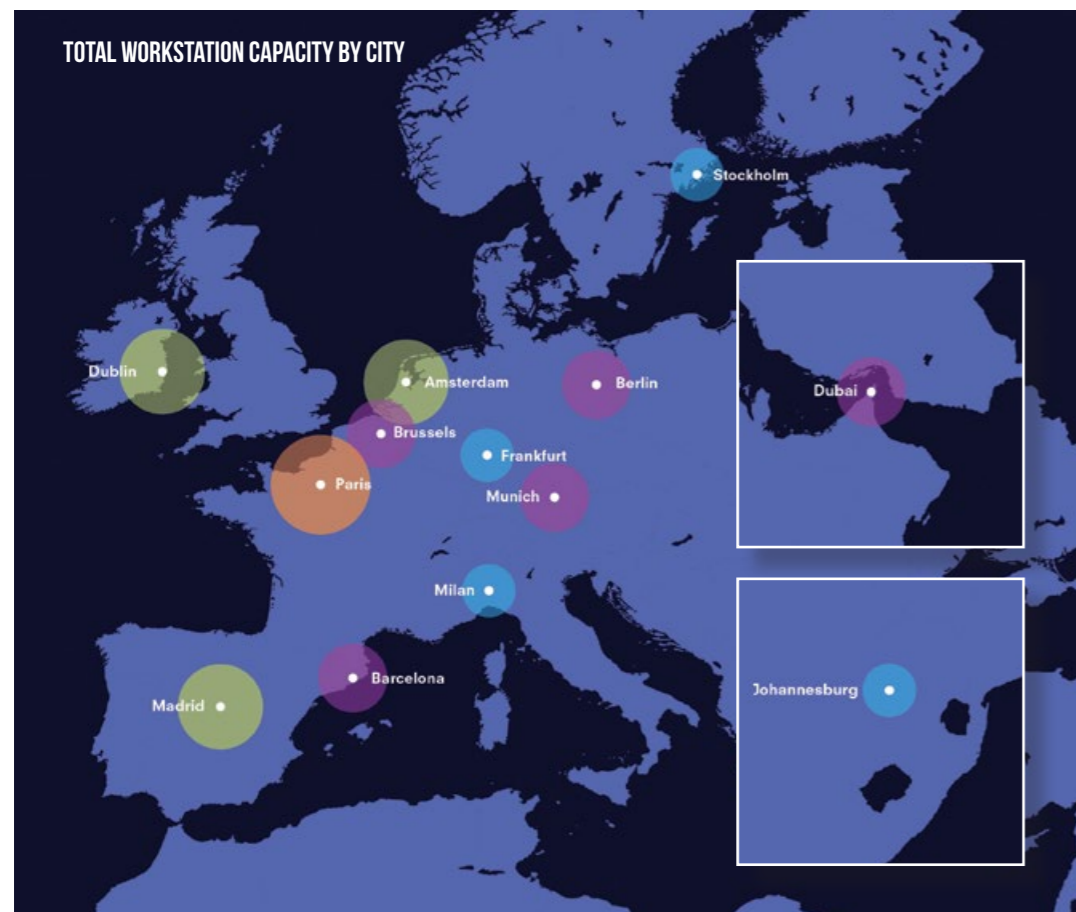 TOTAL WORKSTATION CAPACITY BY CITY
Stockholm
Dublin
Amsterdam
Berlin
Dubai
Brussels
Frankfurt
Paris
Munich
Milan
Barcelona
Johannesburg
Madrid